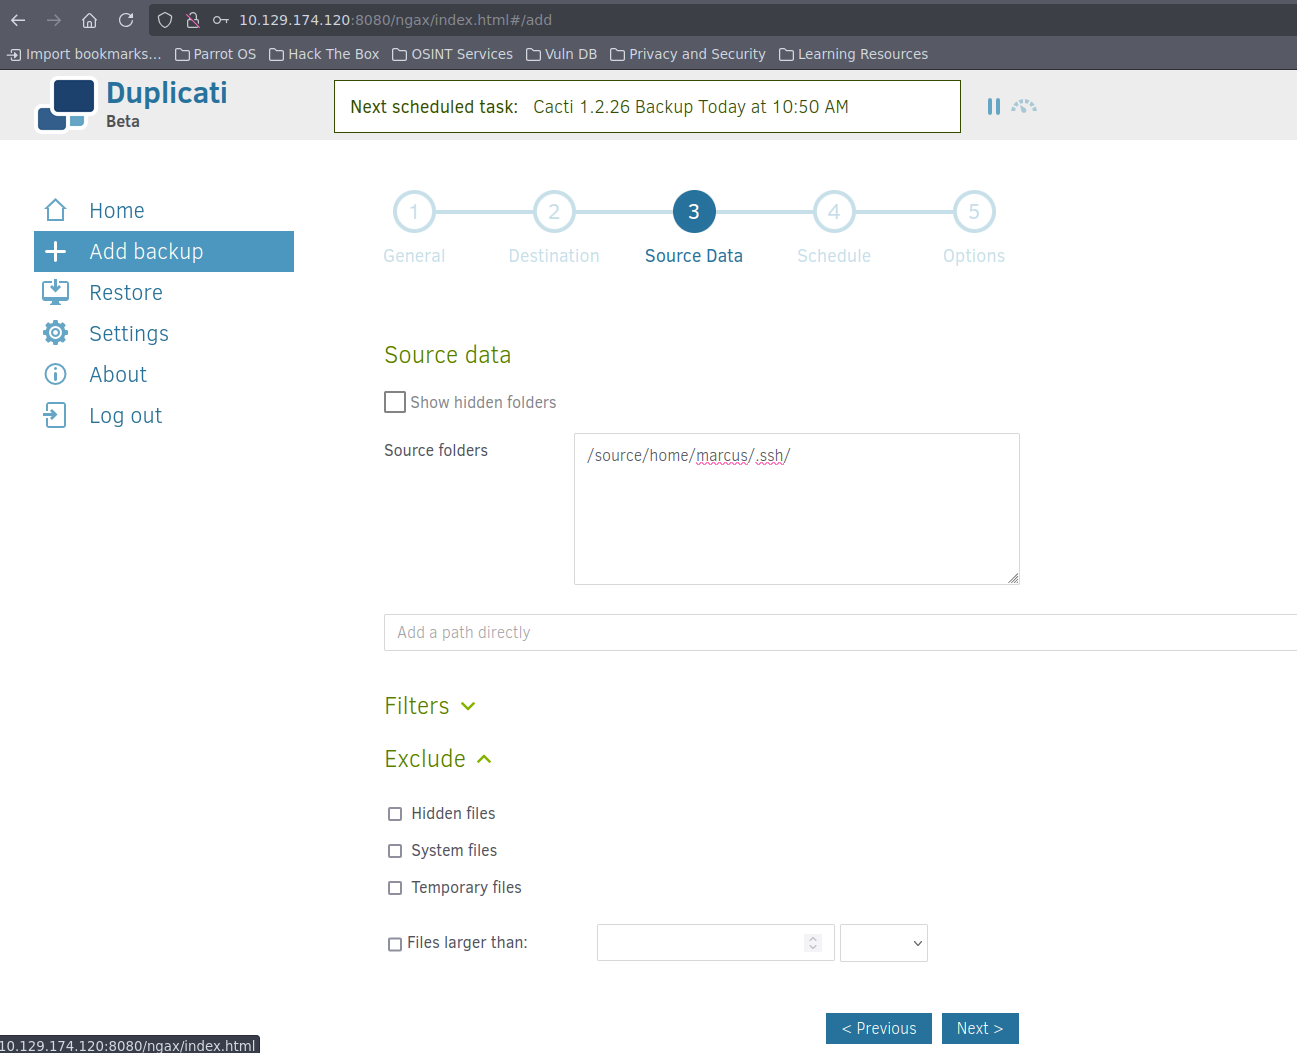 10.129.174.120:8080/ngax/index.html#/add
Import bookmarks... Parrot OS Hack The Box OSINT Services Vuln DB Privacy and Security Learning Resources
Duplicati
Beta
Next scheduled task: Cacti 1.2.26 Backup Today at 10:50 AM
Home
Add backup
Restore
Settings
About
Log out
1 2 3 4 5
General Destination Source Data Schedule Options
Source data
Show hidden folders
Source folders
/source/home/marcus/.ssh/
Add a path directly
Filters
Exclude
Hidden files
System files
Temporary files
Files larger than:
< Previous Next >
10.129.174.120:8080/ngax/index.html